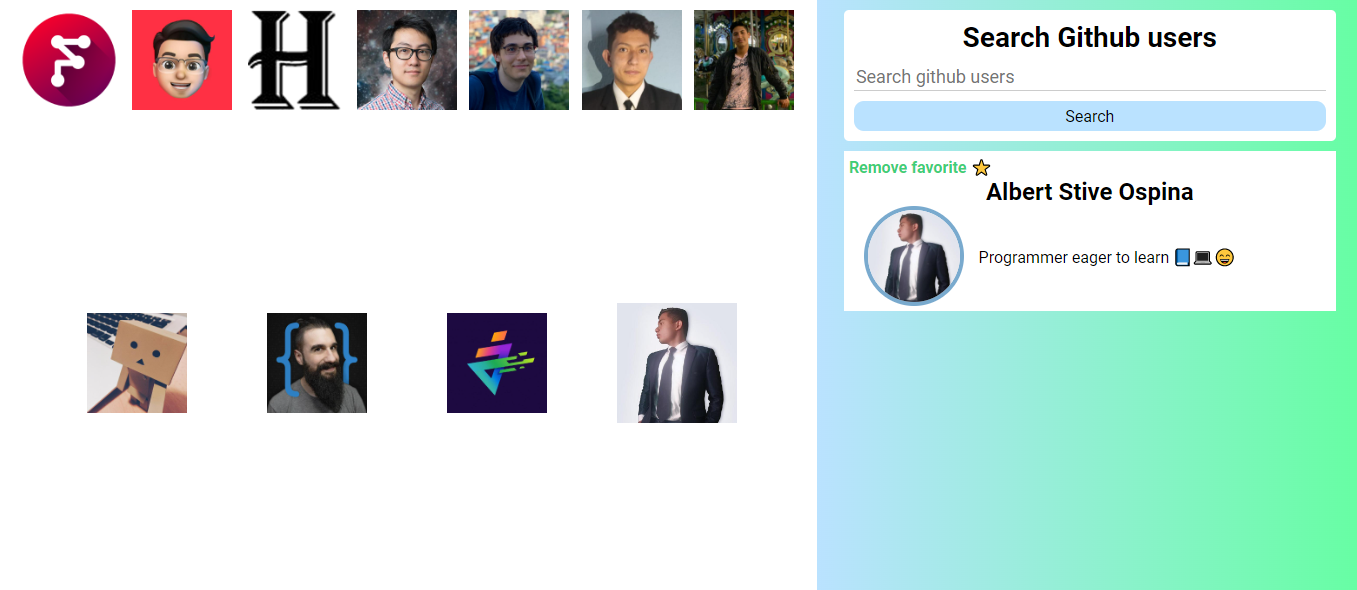 H
Search Github users
Search github users
Search
Remove favorite ⭐
Albert Stive Ospina
Programmer eager to learn 📘💻😄